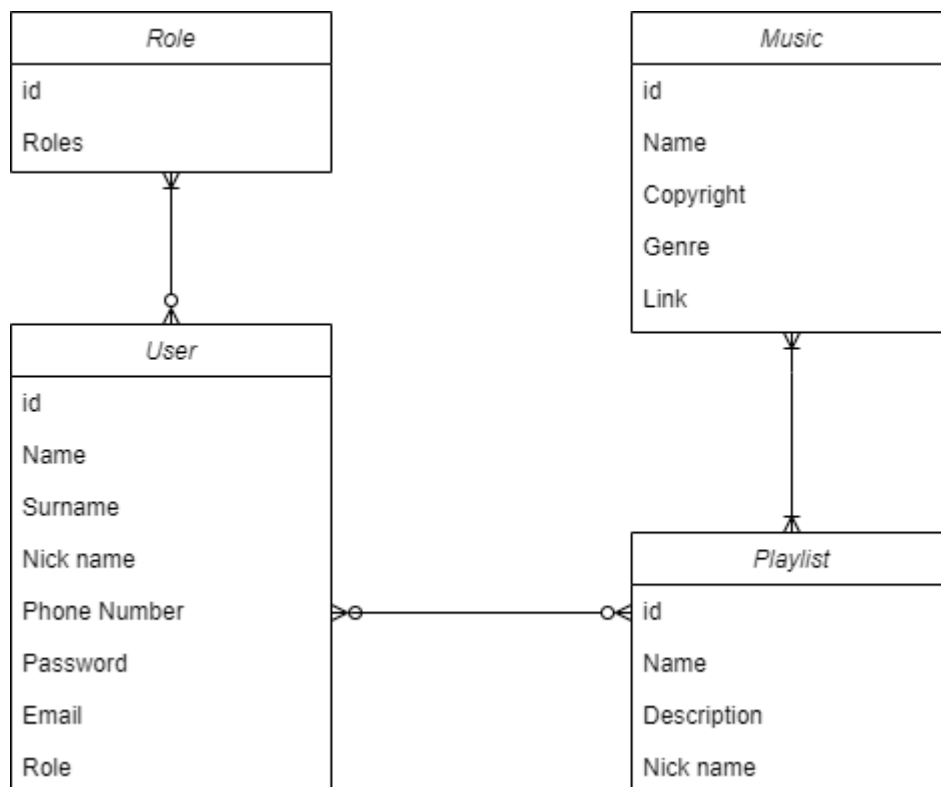 Role
id
Roles
Music
id
Name
Copyright
Genre
Link
User
id
Name
Surname
Nick name
Phone Number
Password
Email
Role
Playlist
id
Name
Description
Nick name